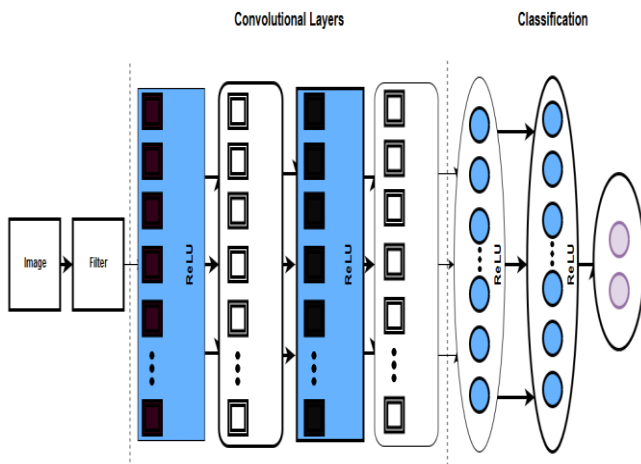 Convolutional Layers
Classification
Image
Filter
ReLU
ReLU
ReLU
ReLU